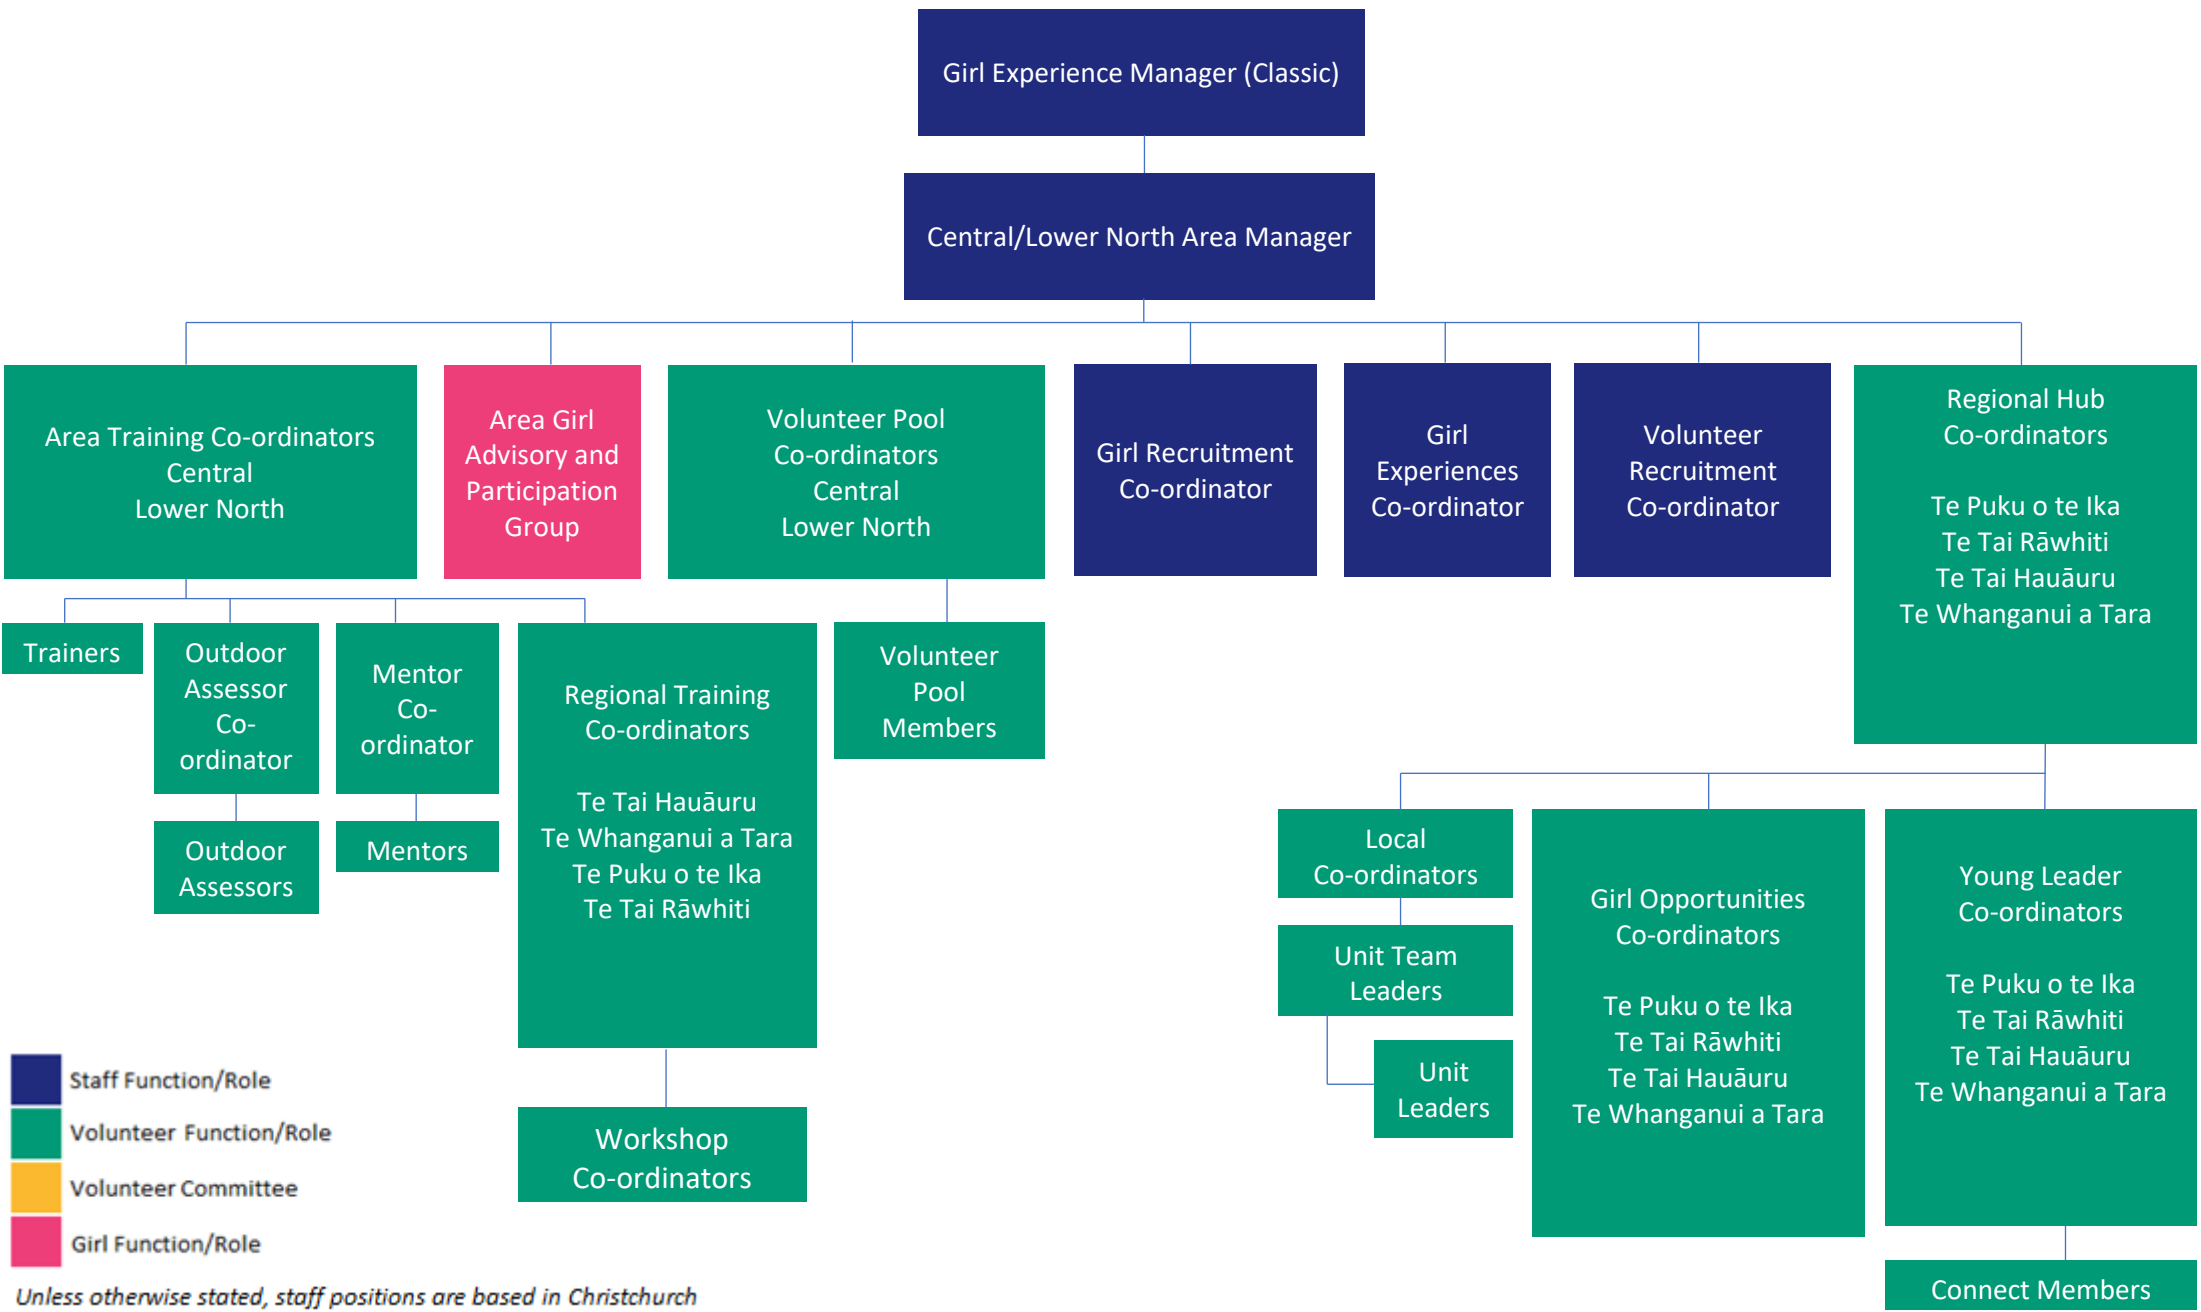 Girl Experience Manager (Classic)
Central/Lower North Area Manager
Area Training Co-ordinators
Central
Lower North
Area Girl
Advisory and
Participation
Group
Volunteer Pool
Co-ordinators
Central
Lower North
Girl Recruitment
Co-ordinator
Girl
Experiences
Co-ordinator
Volunteer
Recruitment
Co-ordinator
Regional Hub
Co-ordinators
Te Puku o te Ika
Te Tai Rāwhiti
Te Tai Hauāuru
Te Whanganui a Tara
Trainers
Outdoor
Assessor
Co-
ordinator
Mentor
Co-
ordinator
Regional Training
Co-ordinators
Te Tai Hauāuru
Te Whanganui a Tara
Te Puku o te Ika
Te Tai Rāwhiti
Volunteer
Pool
Members
Outdoor
Assessors
Mentors
Workshop
Co-ordinators
Local
Co-ordinators
Unit Team
Leaders
Unit
Leaders
Girl Opportunities
Co-ordinators
Te Puku o te Ika
Te Tai Rāwhiti
Te Tai Hauāuru
Te Whanganui a Tara
Young Leader
Co-ordinators
Te Puku o te Ika
Te Tai Rāwhiti
Te Tai Hauāuru
Te Whanganui a Tara
Connect Members
Staff Function/Role
Volunteer Function/Role
Volunteer Committee
Girl Function/Role
Unless otherwise stated, staff positions are based in Christchurch